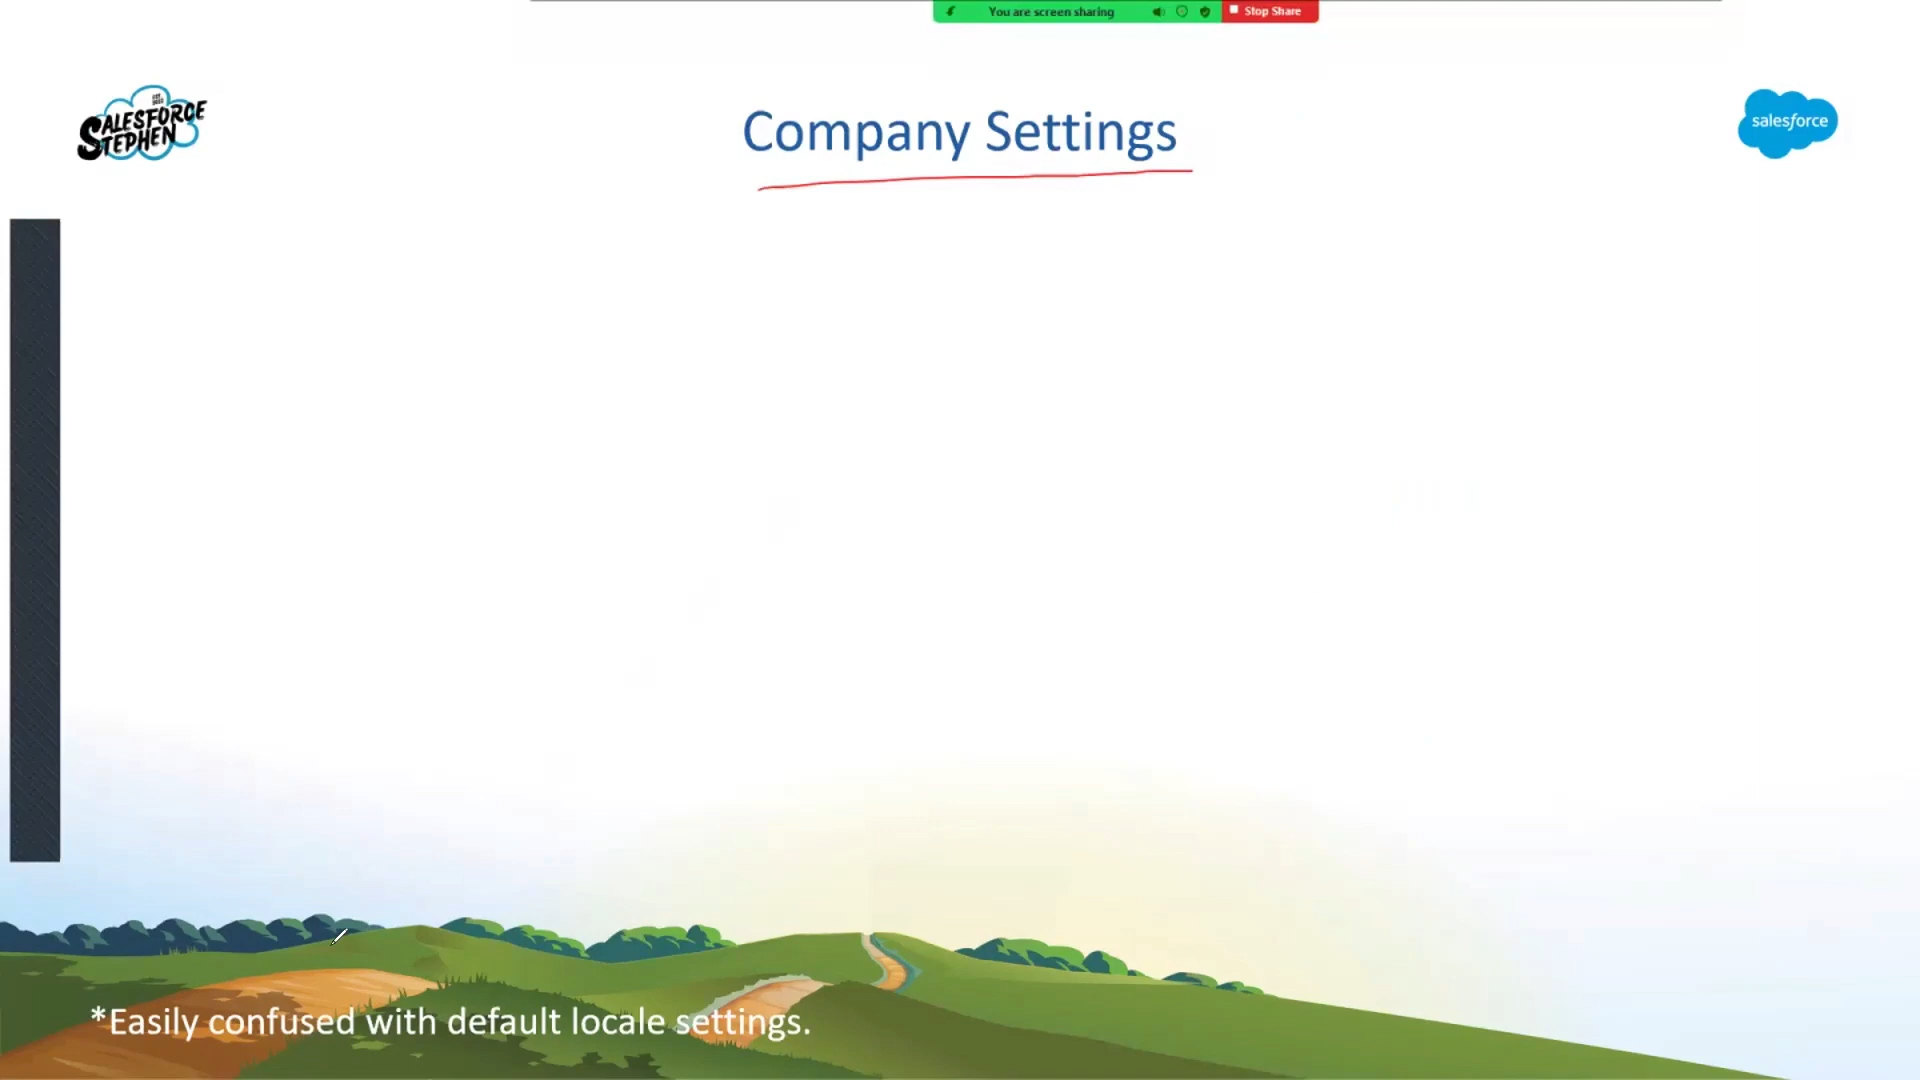 You are screen sharing
Stop Share
SALESFORCE
STEPHEN
Company Settings
salesforce
*Easily confused with default locale settings.